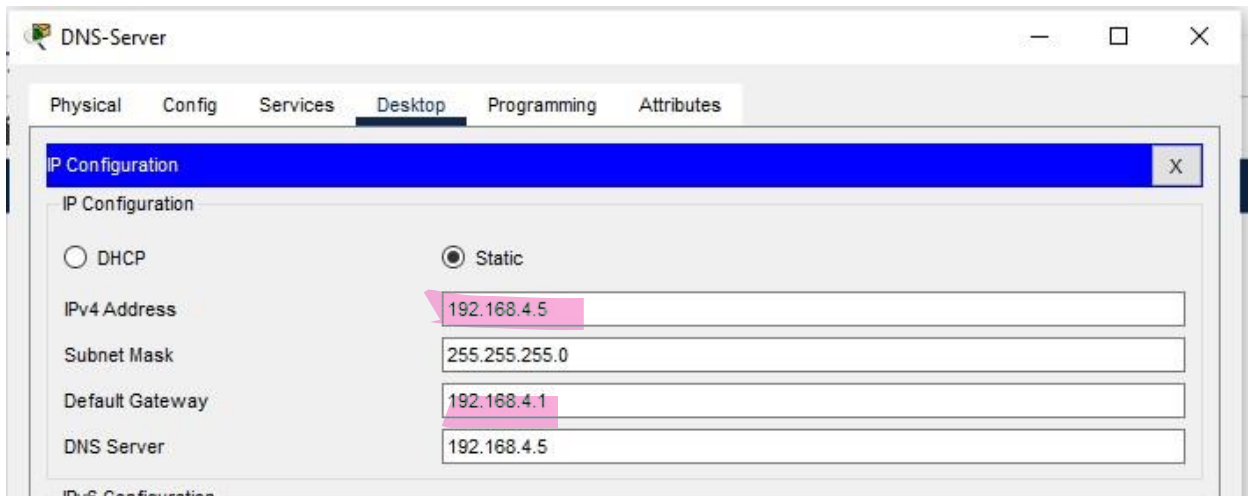 DNS-Server
Physical Config Services Desktop Programming Attributes
IP Configuration X
IP Configuration
DHCP Static
IPv4 Address 192.168.4.5
Subnet Mask 255.255.255.0
Default Gateway 192.168.4.1
DNS Server 192.168.4.5
IPv6 Configuration